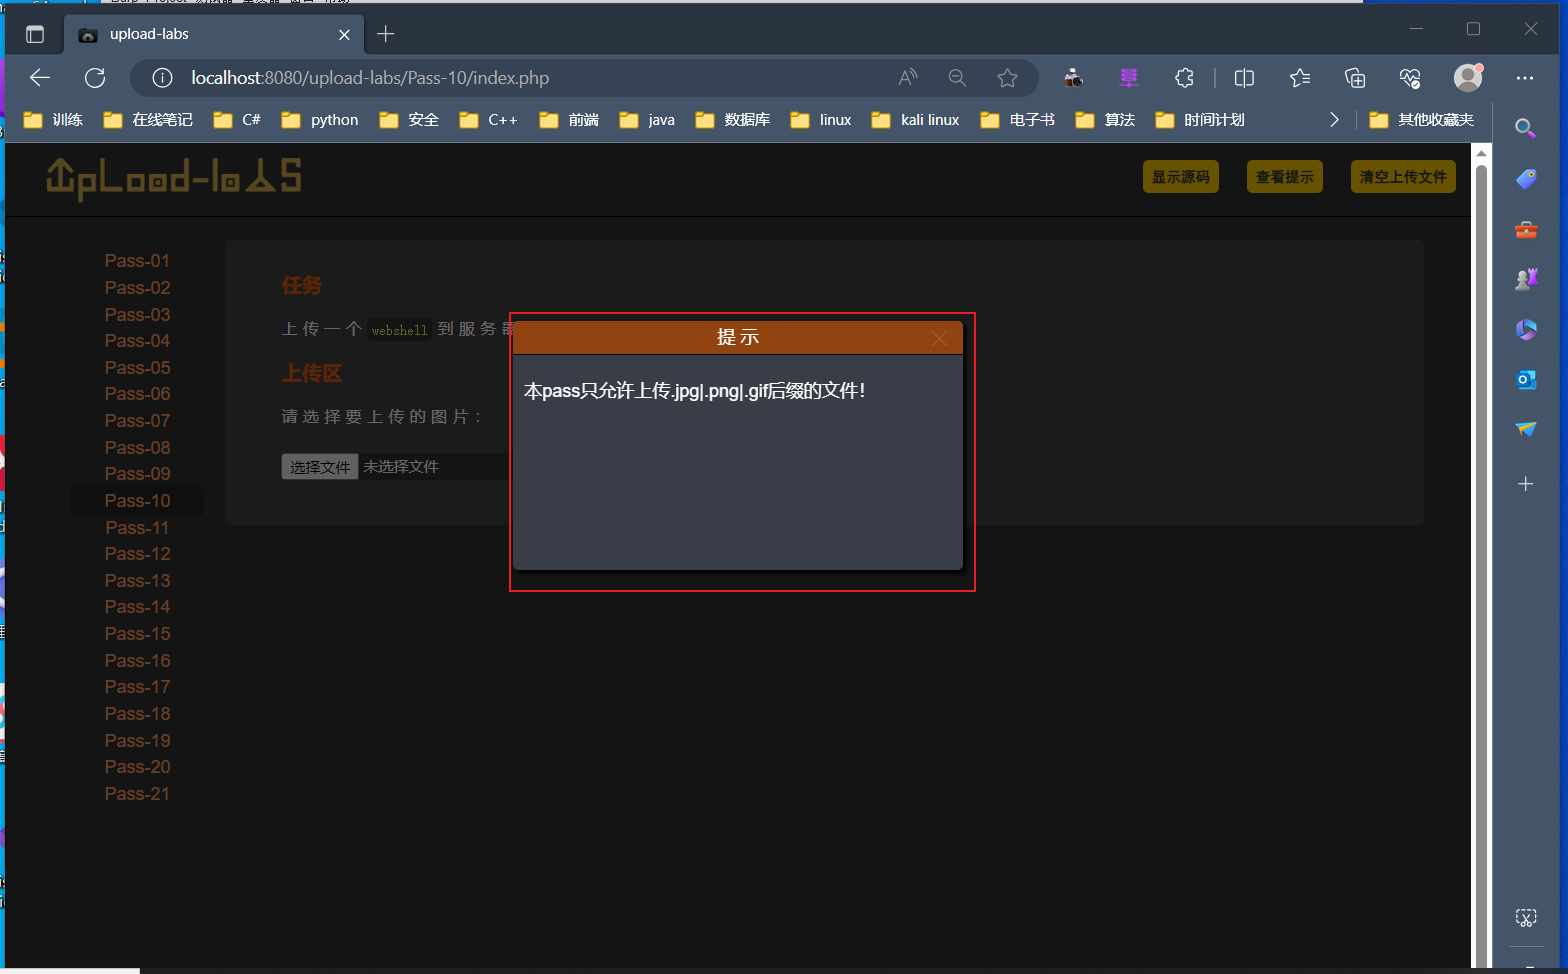 upload-labs
localhost:8080/upload-labs/Pass-10/index.php
训练 在线笔记 C# python 安全 C++ 前端 java 数据库 linux kali linux 电子书 算法 时间计划 其他收藏夹
UpLoad-labS
显示源码 查看提示 清空上传文件
Pass-01
Pass-02
Pass-03
Pass-04
Pass-05
Pass-06
Pass-07
Pass-08
Pass-09
Pass-10
Pass-11
Pass-12
Pass-13
Pass-14
Pass-15
Pass-16
Pass-17
Pass-18
Pass-19
Pass-20
Pass-21
任务
上传一个 webshell 到服务器
上传区
请选择要上传的图片：
选择文件 未选择文件
提示
本pass只允许上传.jpg|.png|.gif后缀的文件！